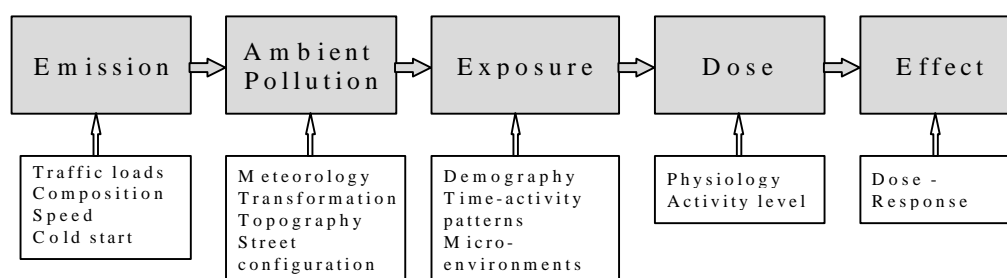 Emission
Ambient
Pollution
Exposure
Dose
Effect
Traffic loads
Composition
Speed
Cold start
Meteorology
Transformation
Topography
Street
configuration
Demography
Time-activity
patterns
Micro-
environments
Physiology
Activity level
Dose -
Response